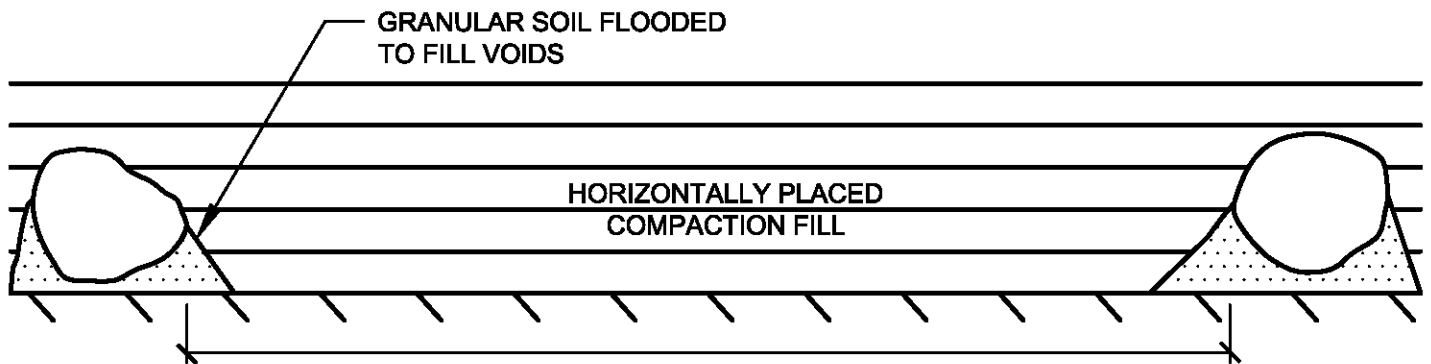 GRANULAR SOIL FLOODED
TO FILL VOIDS
HORIZONTALLY PLACED
COMPACTION FILL